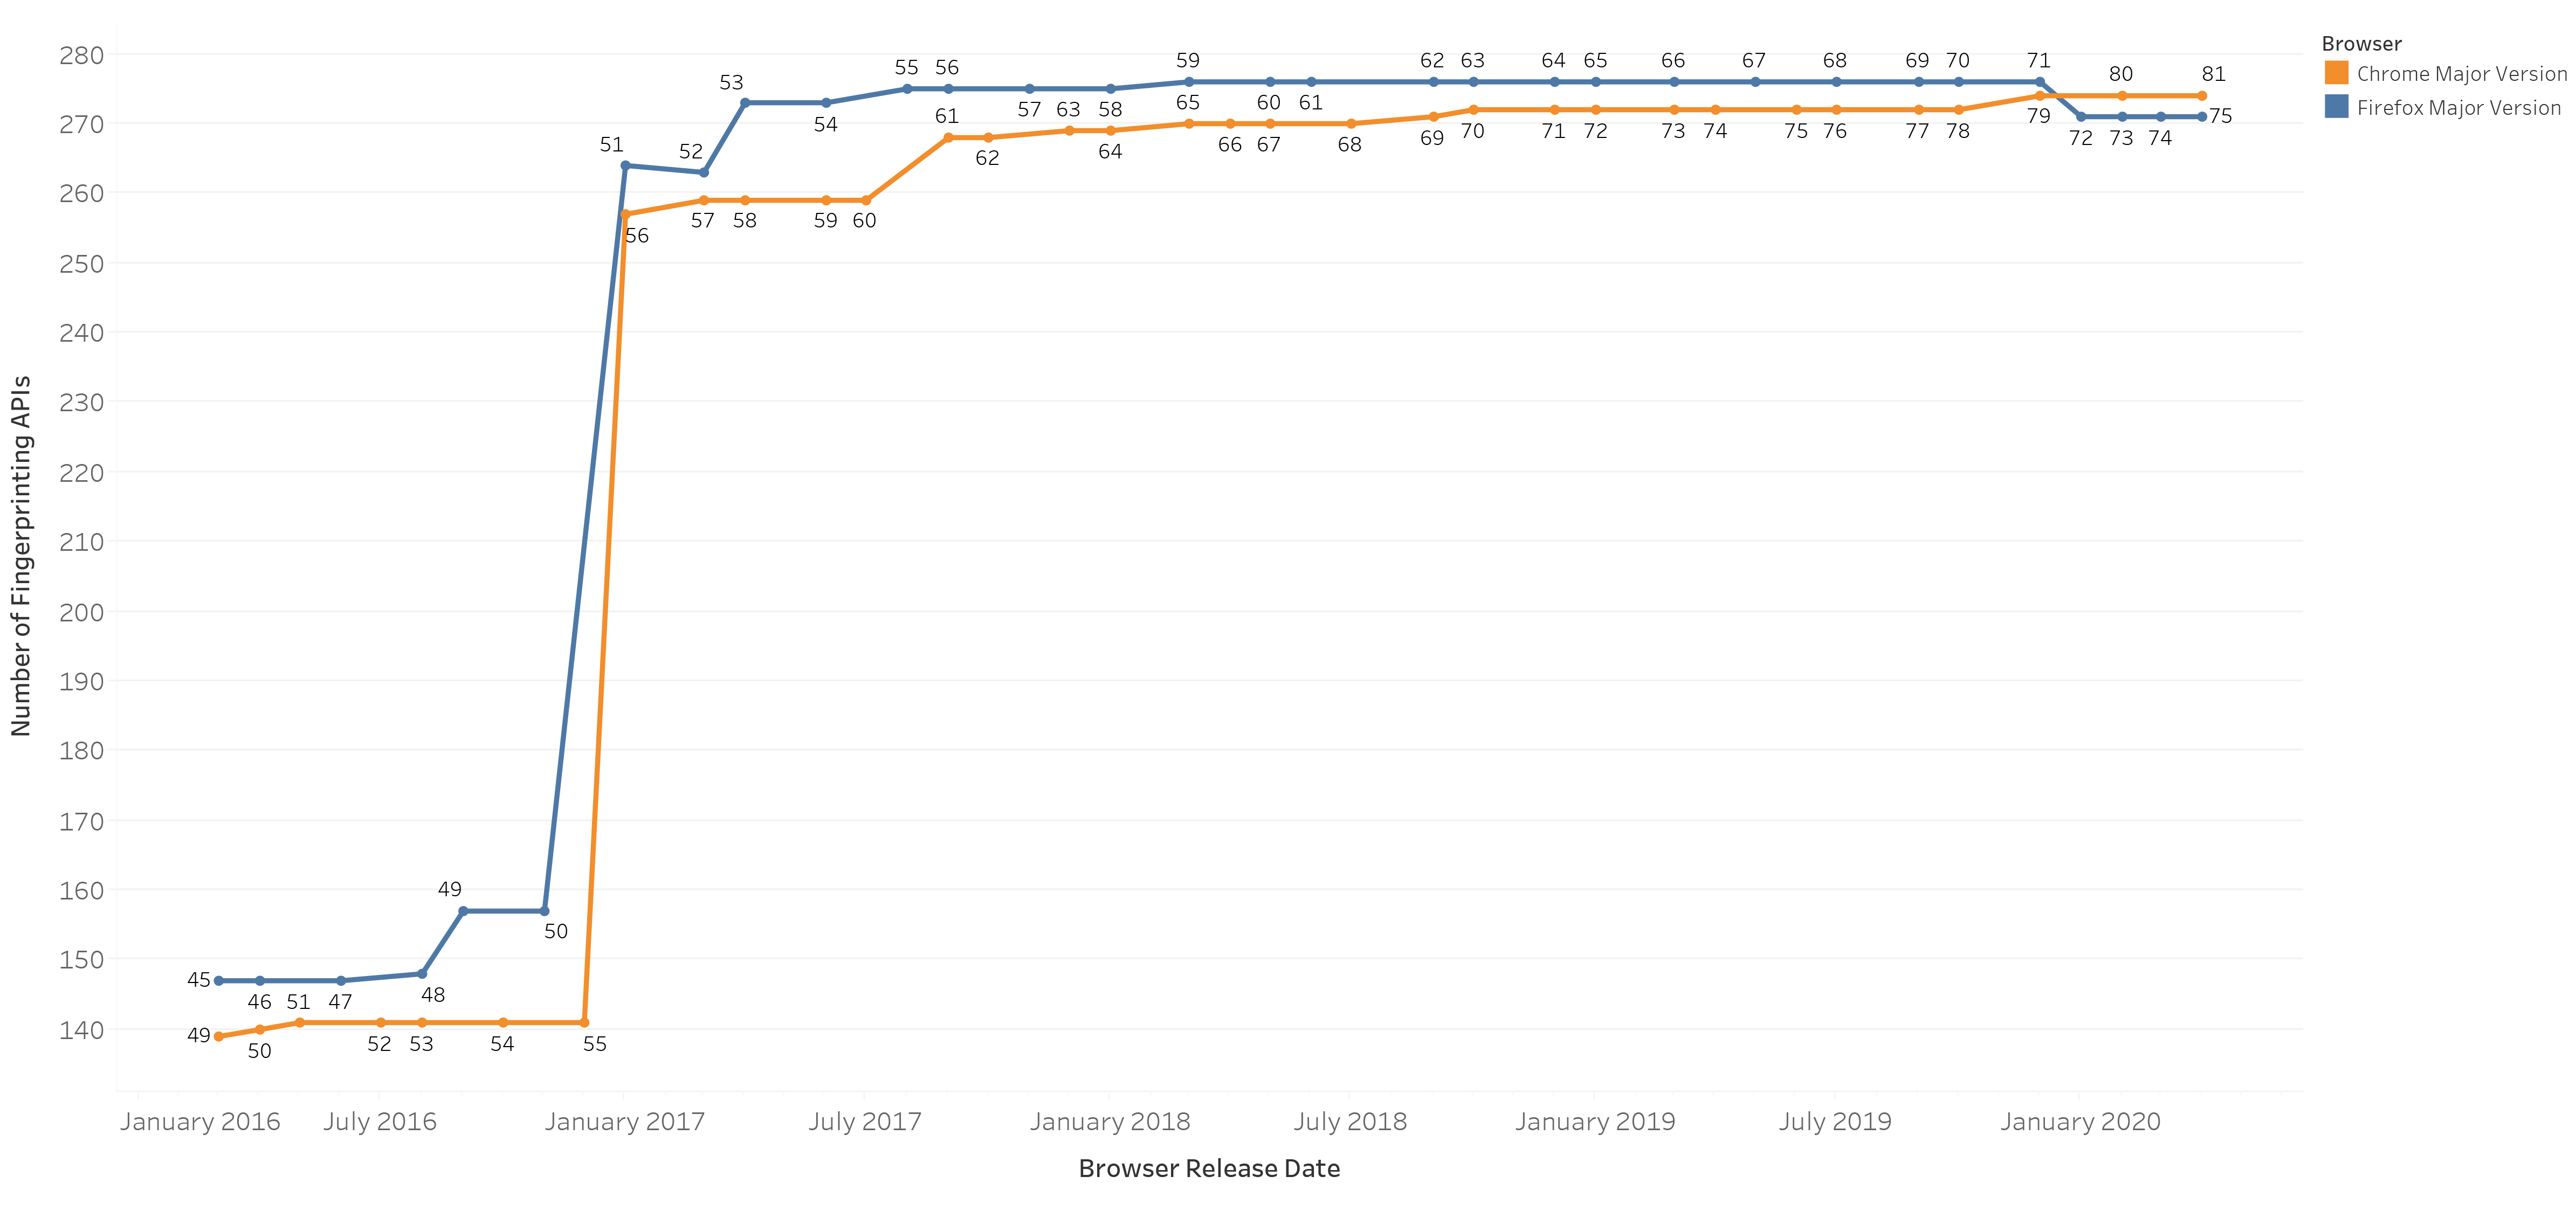 Browser
Chrome Major Version
Firefox Major Version
Number of Fingerprinting APIs
280
270
260
250
240
230
220
210
200
190
180
170
160
150
140
59 62 63 64 65 66 67 68 69 70 71
55 56 80 81
53
57 63 58 65 60 61
61 79 75
54 69 70 71 72 73 74 75 76 77 78 72 73 74
51 52 62 64 66 67 68
57 58 59 60
56
49
50
45
46 51 47 48
49
50 52 53 54 55
January 2016 July 2016 January 2017 July 2017 January 2018 July 2018 January 2019 July 2019 January 2020
Browser Release Date